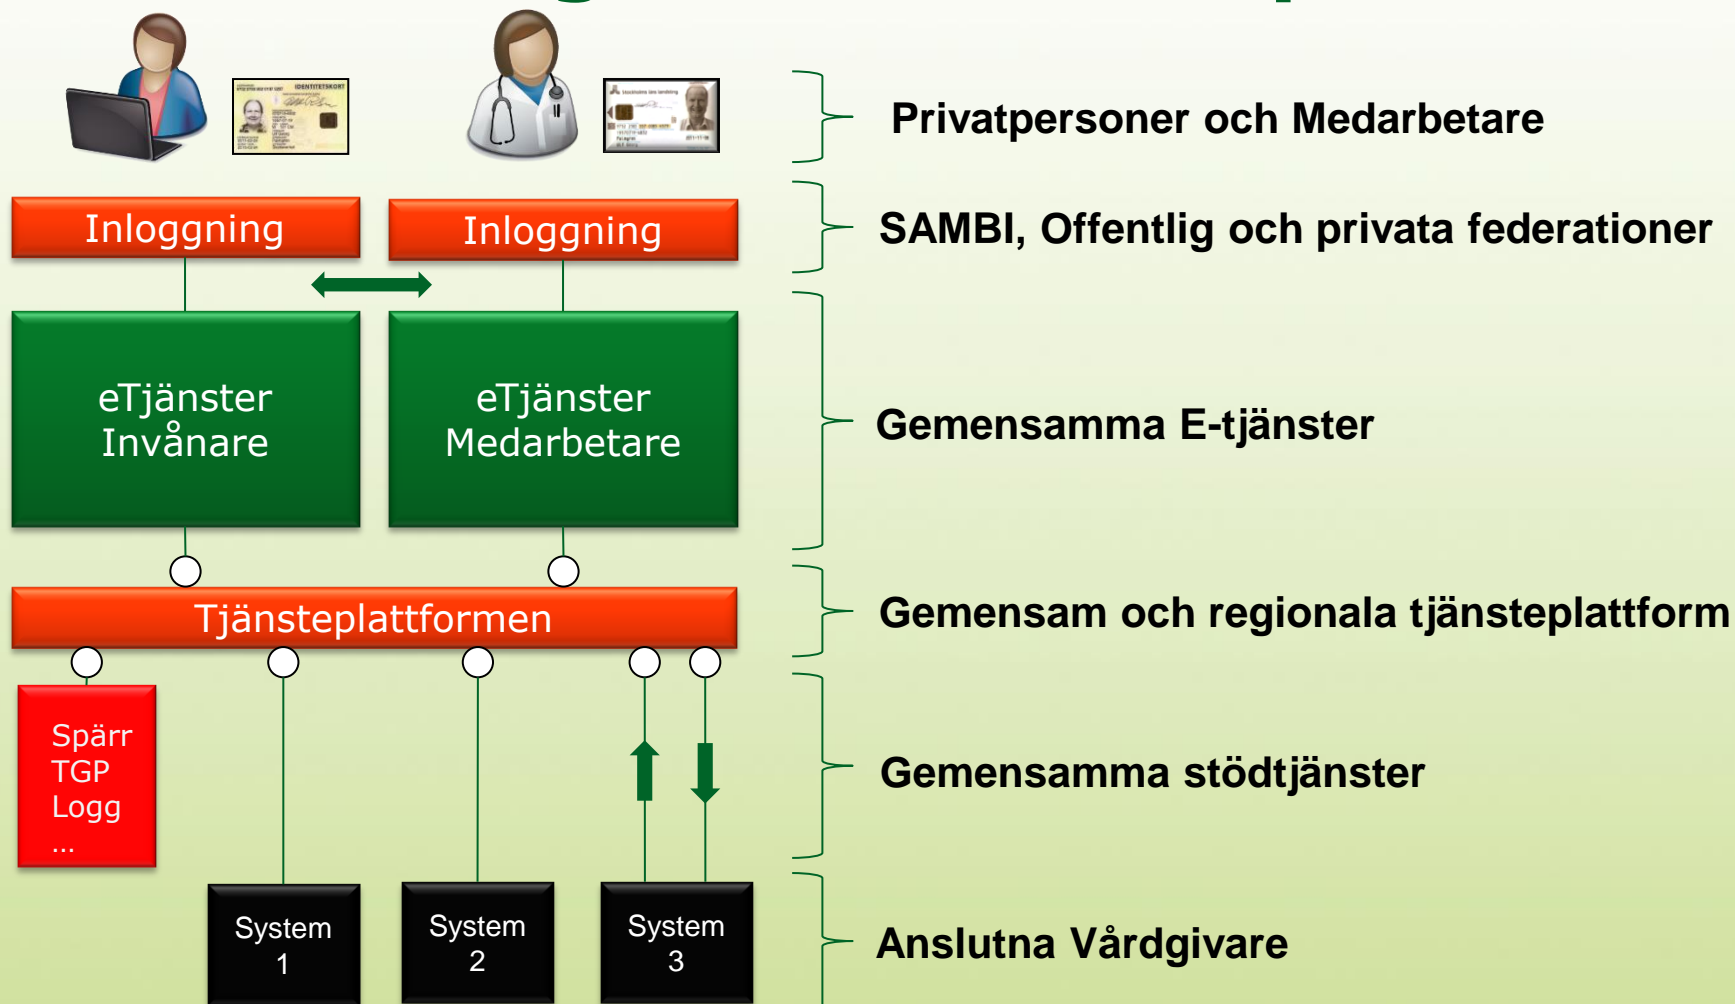 IDENTITETSKORT
Privatpersoner och Medarbetare
Inloggning
Inloggning
SAMBI, Offentlig och privata federationer
eTjänster
Invånare
eTjänster
Medarbetare
Gemensamma E-tjänster
Tjänsteplattformen
Gemensam och regionala tjänsteplattform
Spärr
TGP
Logg
...
Gemensamma stödtjänster
System
1
System
2
System
3
Anslutna Vårdgivare